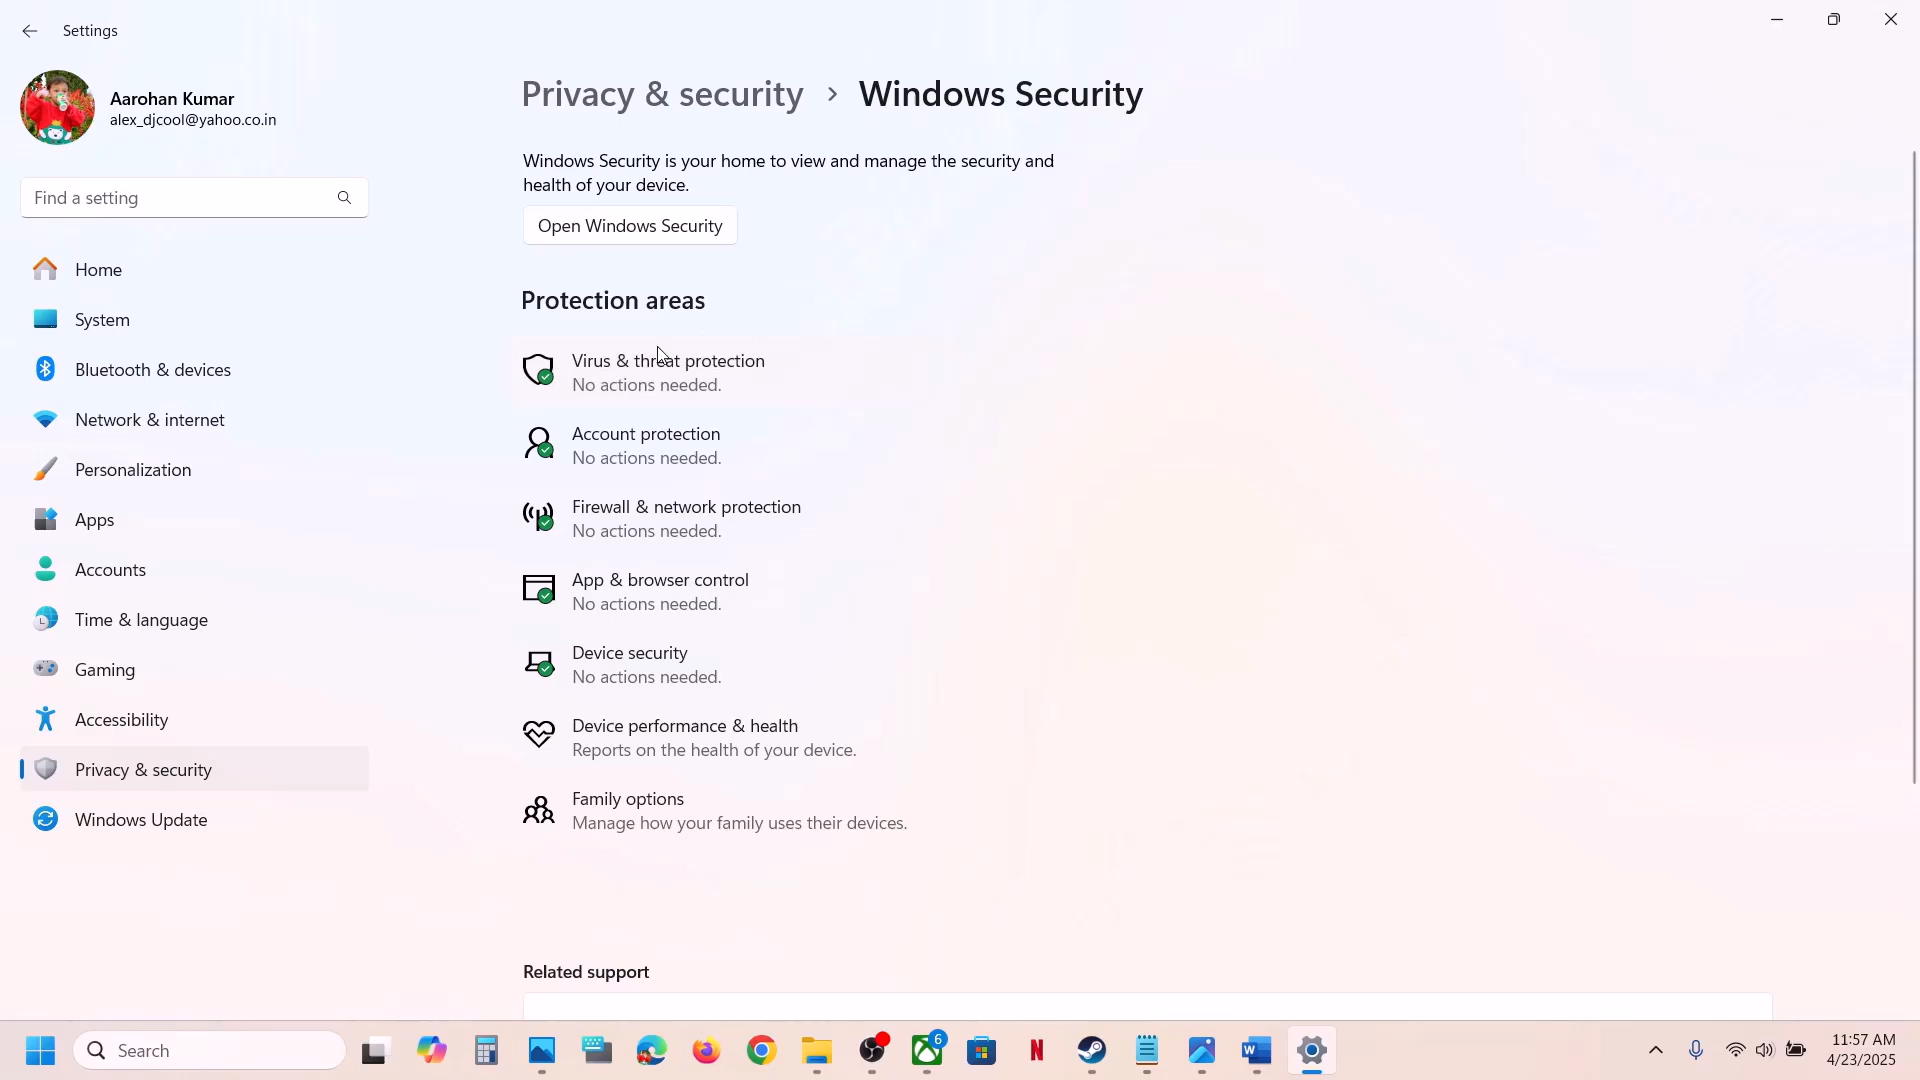 Settings
Aarohan Kumar
alex_djcool@yahoo.co.in
Find a setting
Home
System
Bluetooth & devices
Network & internet
Personalization
Apps
Accounts
Time & language
Gaming
Accessibility
Privacy & security
Windows Update
Privacy & security > Windows Security
Windows Security is your home to view and manage the security and
health of your device.
Open Windows Security
Protection areas
Virus & threat protection
No actions needed.
Account protection
No actions needed.
Firewall & network protection
No actions needed.
App & browser control
No actions needed.
Device security
No actions needed.
Device performance & health
Reports on the health of your device.
Family options
Manage how your family uses their devices.
Related support
Search
6
N
W
11:57 AM
4/23/2025